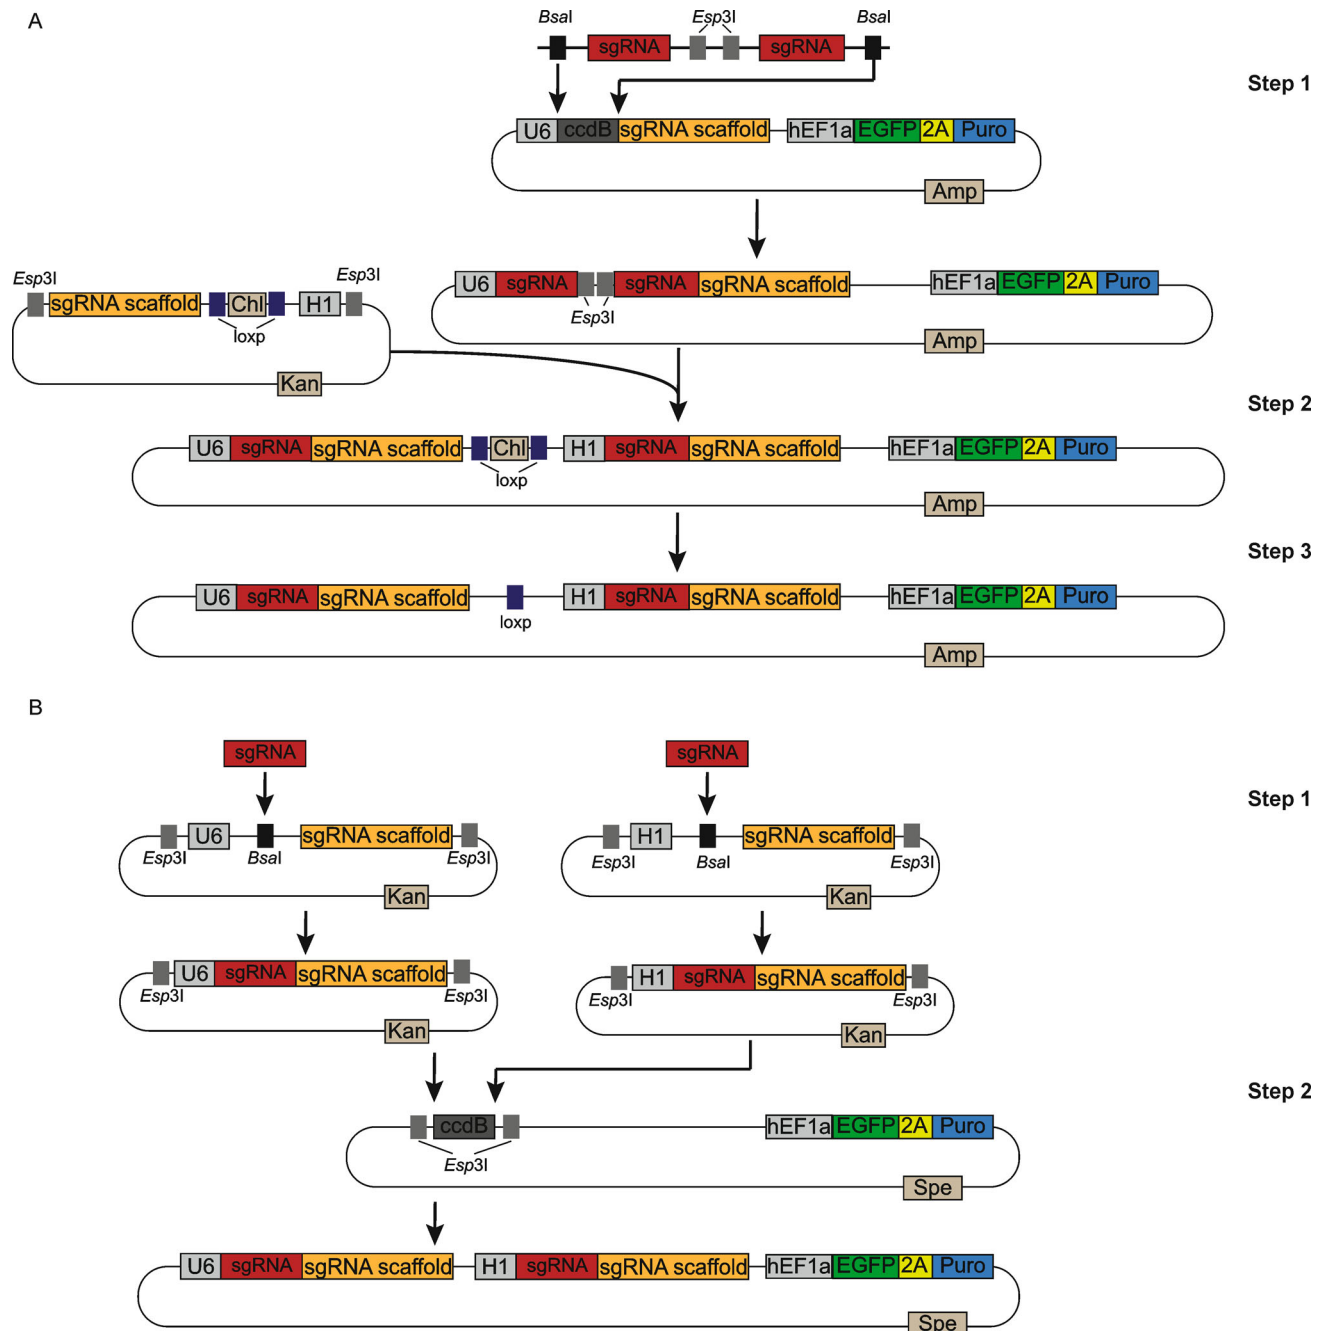 A
BsaI Esp3I BsaI
sgRNA sgRNA
Step 1
U6 ccdB sgRNA scaffold hEF1a EGFP 2A Puro
Amp
Esp3I Esp3I
sgRNA scaffold Chl H1
loxp
Kan
U6 sgRNA sgRNA sgRNA scaffold hEF1a EGFP 2A Puro
Esp3I
Amp
Step 2
U6 sgRNA sgRNA scaffold Chl H1 sgRNA sgRNA scaffold hEF1a EGFP 2A Puro
loxp
Amp
Step 3
U6 sgRNA sgRNA scaffold H1 sgRNA sgRNA scaffold hEF1a EGFP 2A Puro
loxp
Amp
B
sgRNA sgRNA
Step 1
U6 sgRNA scaffold H1 sgRNA scaffold
Esp3I BsaI Esp3I Esp3I BsaI Esp3I
Kan Kan
U6 sgRNA sgRNA scaffold H1 sgRNA sgRNA scaffold
Esp3I Esp3I Esp3I Esp3I
Kan Kan
Step 2
ccdB hEF1a EGFP 2A Puro
Esp3I
Spe
U6 sgRNA sgRNA scaffold H1 sgRNA sgRNA scaffold hEF1a EGFP 2A Puro
Spe